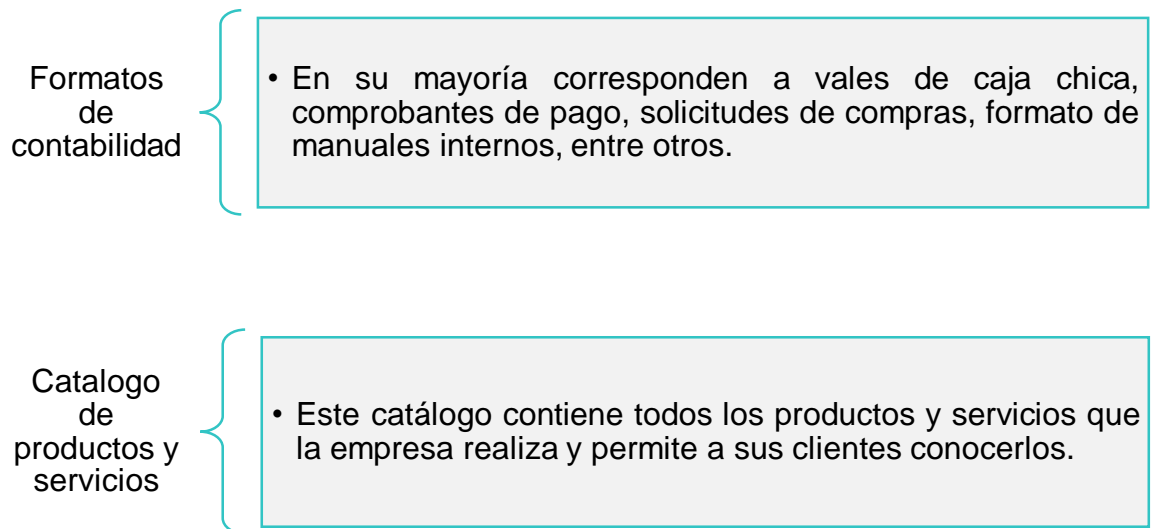 Formatos
de
contabilidad
• En su mayoría corresponden a vales de caja chica,
comprobantes de pago, solicitudes de compras, formato de
manuales internos, entre otros.
Catalogo
de
productos y
servicios
• Este catálogo contiene todos los productos y servicios que
la empresa realiza y permite a sus clientes conocerlos.